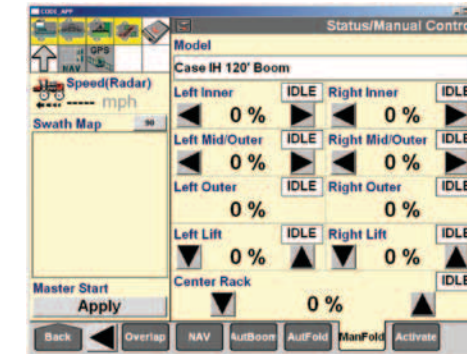 CODE_APP
Status/Manual Contro
NAV GPS
Speed(Radar)
----- mph
Swath Map 90
Master Start
Apply
Model
Case IH 120' Boom
Left Inner IDLE Right Inner IDLE
0 % 0 %
Left Mid/Outer IDLE Right Mid/Outer IDLE
0 % 0 %
Left Outer IDLE Right Outer IDLE
0 % 0 %
Left Lift IDLE Right Lift IDLE
0 % 0 %
Center Rack IDLE
0 %
Back Overlap NAV AutBoom AutFold ManFold Activate